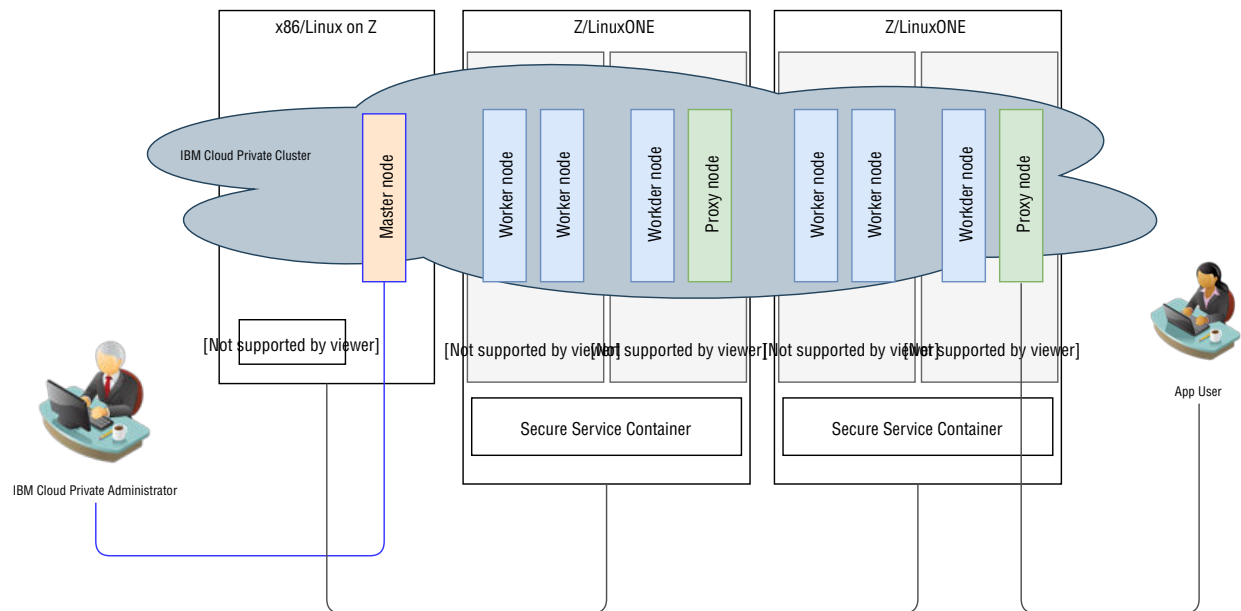 x86/Linux on Z
Z/LinuxONE
Z/LinuxONE
IBM Cloud Private Cluster
Master node
Worker node
Worker node
Workder node
Proxy node
Worker node
Worker node
Workder node
Proxy node
[Not supported by viewer]
[Not supported by viewer]
[Not supported by viewer]
[Not supported by viewer]
[Not supported by viewer]
Secure Service Container
Secure Service Container
App User
IBM Cloud Private Administrator